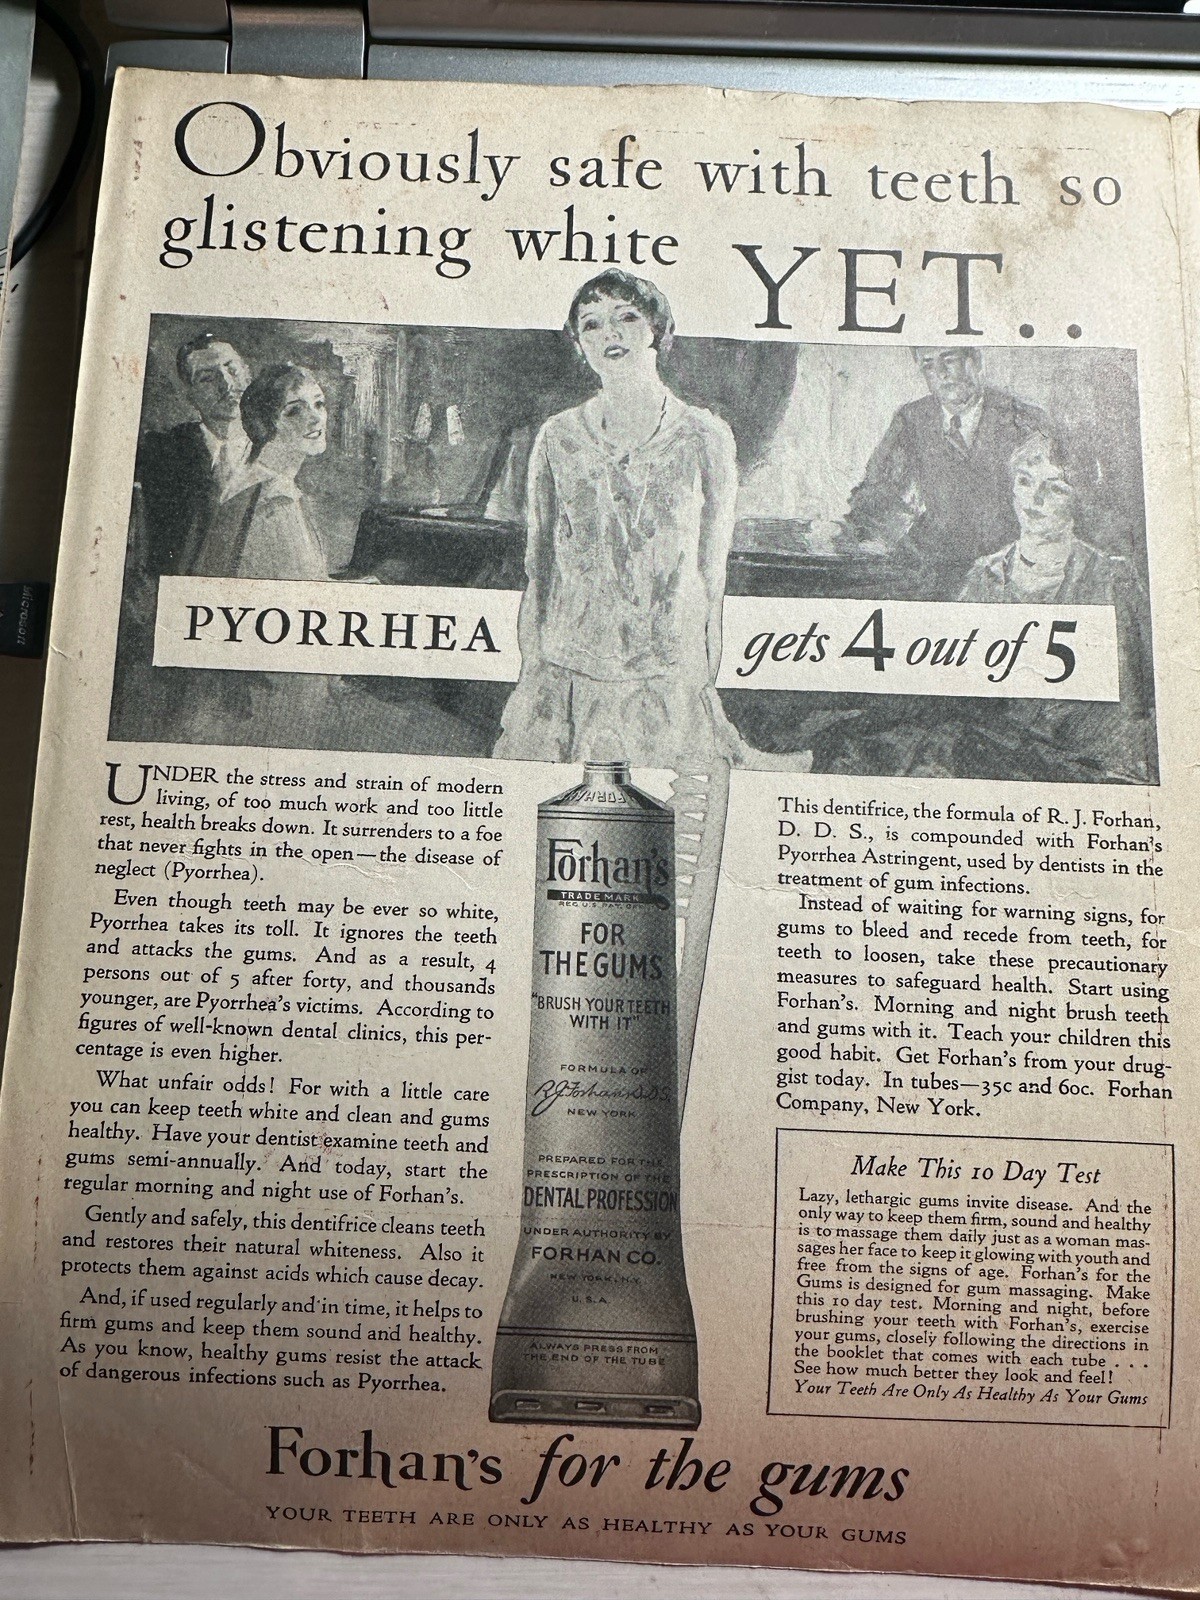 Obviously safe with teeth so
glistening white YET..
PYORRHEA gets 4 out of 5
UNDER the stress and strain of modern
living, of too much work and too little
rest, health breaks down. It surrenders to a foe
that never fights in the open—the disease of
neglect (Pyorrhea).
Even though teeth may be ever so white,
Pyorrhea takes its toll. It ignores the teeth
and attacks the gums. And as a result, 4
persons out of 5 after forty, and thousands
younger, are Pyorrhea's victims. According to
figures of well-known dental clinics, this per-
centage is even higher.
What unfair odds! For with a little care
you can keep teeth white and clean and gums
healthy. Have your dentist examine teeth and
gums semi-annually. And today, start the
regular morning and night use of Forhan's.
Gently and safely, this dentifrice cleans teeth
and restores their natural whiteness. Also it
protects them against acids which cause decay.
And, if used regularly and in time, it helps to
firm gums and keep them sound and healthy.
As you know, healthy gums resist the attack
of dangerous infections such as Pyorrhea.
Forhan's
TRADE MARK
REG. U.S. PAT. OFF.
FOR
THE GUMS
"BRUSH YOUR TEETH
WITH IT"
FORMULA OF
R.J. Forhan D.D.S.
NEW YORK
PREPARED FOR THE
PRESCRIPTION OF THE
DENTAL PROFESSION
UNDER AUTHORITY BY
FORHAN CO.
NEW YORK, N.Y.
U.S.A.
ALWAYS PRESS FROM
THE END OF THE TUBE
This dentifrice, the formula of R. J. Forhan,
D. D. S., is compounded with Forhan's
Pyorrhea Astringent, used by dentists in the
treatment of gum infections.
Instead of waiting for warning signs, for
gums to bleed and recede from teeth, for
teeth to loosen, take these precautionary
measures to safeguard health. Start using
Forhan's. Morning and night brush teeth
and gums with it. Teach your children this
good habit. Get Forhan's from your drug-
gist today. In tubes—35c and 60c. Forhan
Company, New York.
Make This 10 Day Test
Lazy, lethargic gums invite disease. And the
only way to keep them firm, sound and healthy
is to massage them daily just as a woman mas-
sages her face to keep it glowing with youth and
free from the signs of age. Forhan's for the
Gums is designed for gum massaging. Make
this 10 day test. Morning and night, before
brushing your teeth with Forhan's, exercise
your gums, closely following the directions in
the booklet that comes with each tube . . .
See how much better they look and feel!
Your Teeth Are Only As Healthy As Your Gums
Forhan's for the gums
YOUR TEETH ARE ONLY AS HEALTHY AS YOUR GUMS
Microsoft